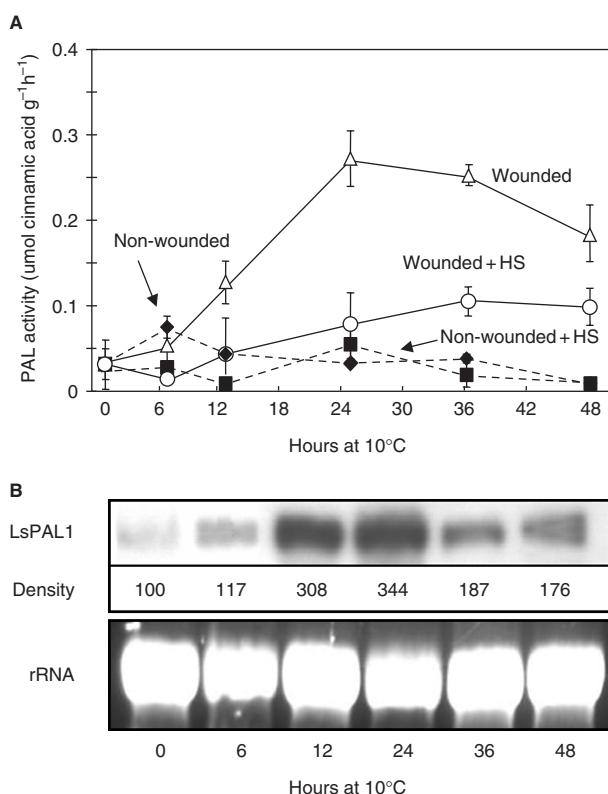 A
0.4
0.3
0.2
0.1
0
PAL activity (umol cinnamic acid g⁻¹h⁻¹)
Wounded
Non-wounded
Wounded + HS
Non-wounded + HS
0 6 12 18 24 30 36 42 48
Hours at 10°C
B
LsPAL1
Density 100 117 308 344 187 176
rRNA
0 6 12 24 36 48
Hours at 10°C